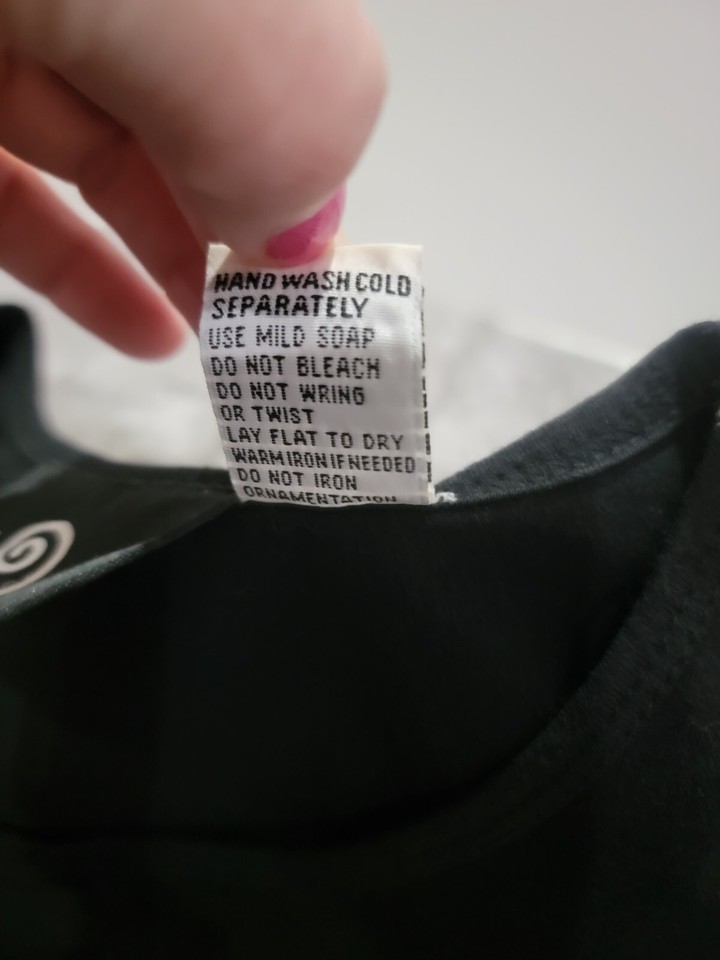 HAND WASH COLD
SEPARATELY
USE MILD SOAP
DO NOT BLEACH
DO NOT WRING
OR TWIST
LAY FLAT TO DRY
WARM IRON IF NEEDED
DO NOT IRON
ORNAMENTATION